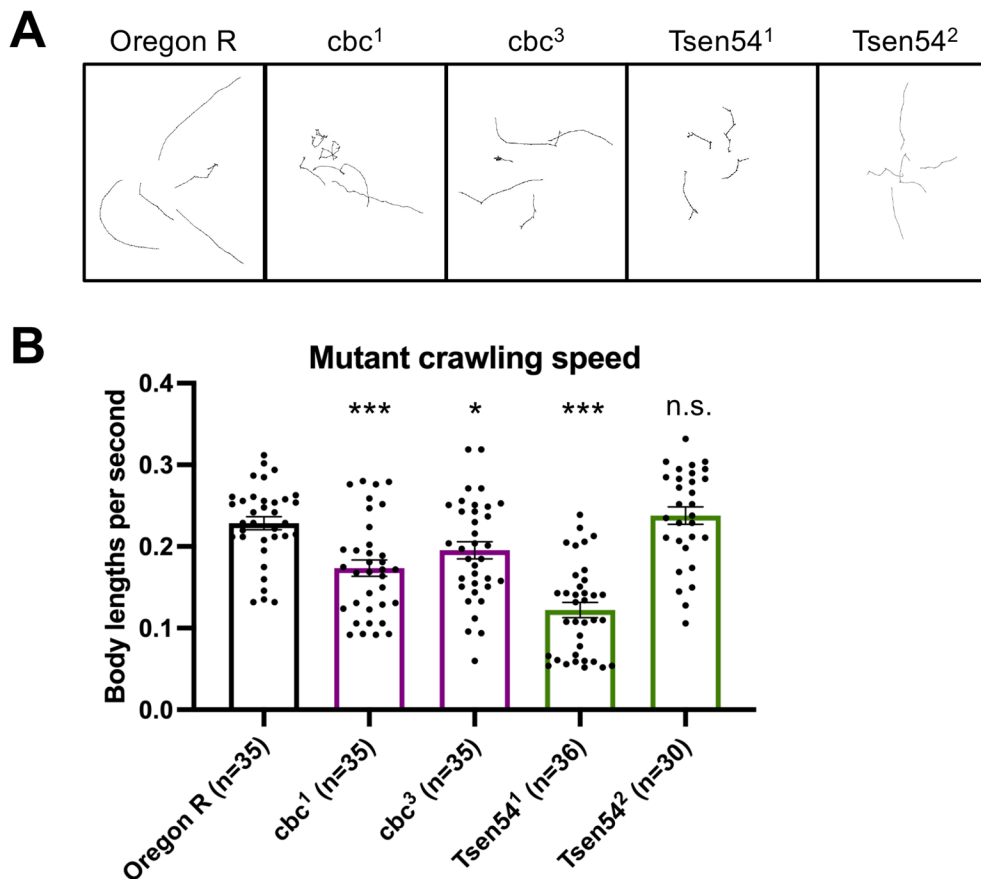 A
Oregon R cbc¹ cbc³ Tsen54¹ Tsen54²
B
Mutant crawling speed
*** * *** n.s.
Body lengths per second
0.4
0.3
0.2
0.1
0.0
Oregon R (n=35)
cbc¹ (n=35)
cbc³ (n=35)
Tsen54¹ (n=36)
Tsen54² (n=30)